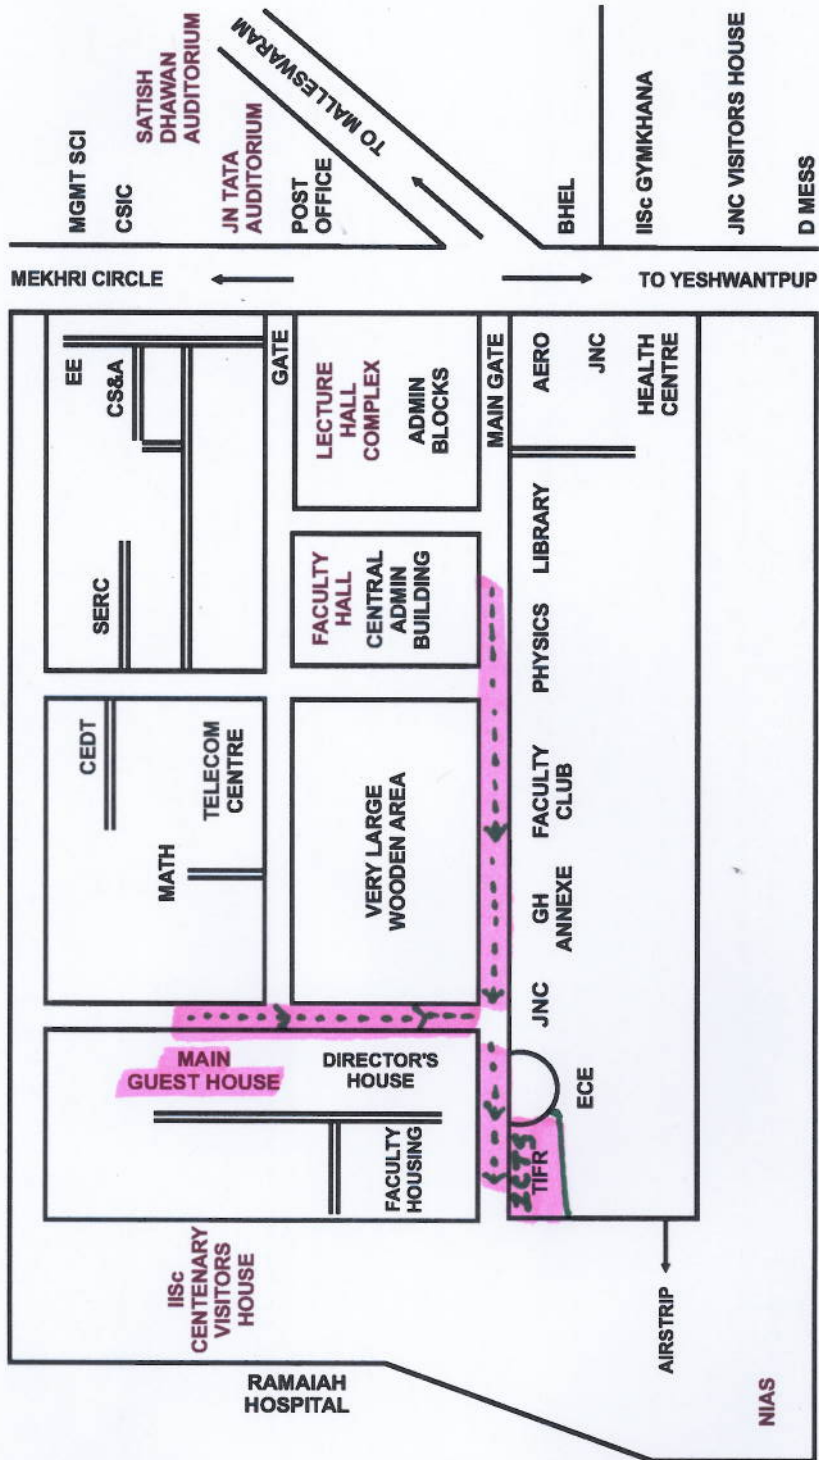 MGMT SCI
CSIC
SATISH
DHAWAN
AUDITORIUM
JN TATA
AUDITORIUM
POST
OFFICE
TO MALLESWARAM
BHEL
IISc GYMKHANA
JNC VISITORS HOUSE
D MESS
MEKHRI CIRCLE
TO YESHWANTPUP
EE
CS&A
SERC
GATE
LECTURE
HALL
COMPLEX
ADMIN
BLOCKS
MAIN GATE
AERO
JNC
HEALTH
CENTRE
FACULTY
HALL
CENTRAL
ADMIN
BUILDING
LIBRARY
PHYSICS
CEDT
TELECOM
CENTRE
MATH
VERY LARGE
WOODEN AREA
FACULTY
CLUB
GH
ANNEXE
JNC
MAIN
GUEST HOUSE
DIRECTOR'S
HOUSE
FACULTY
HOUSING
ECE
ICTS
TIFR
IISc
CENTENARY
VISITORS
HOUSE
RAMAIAH
HOSPITAL
AIRSTRIP
NIAS